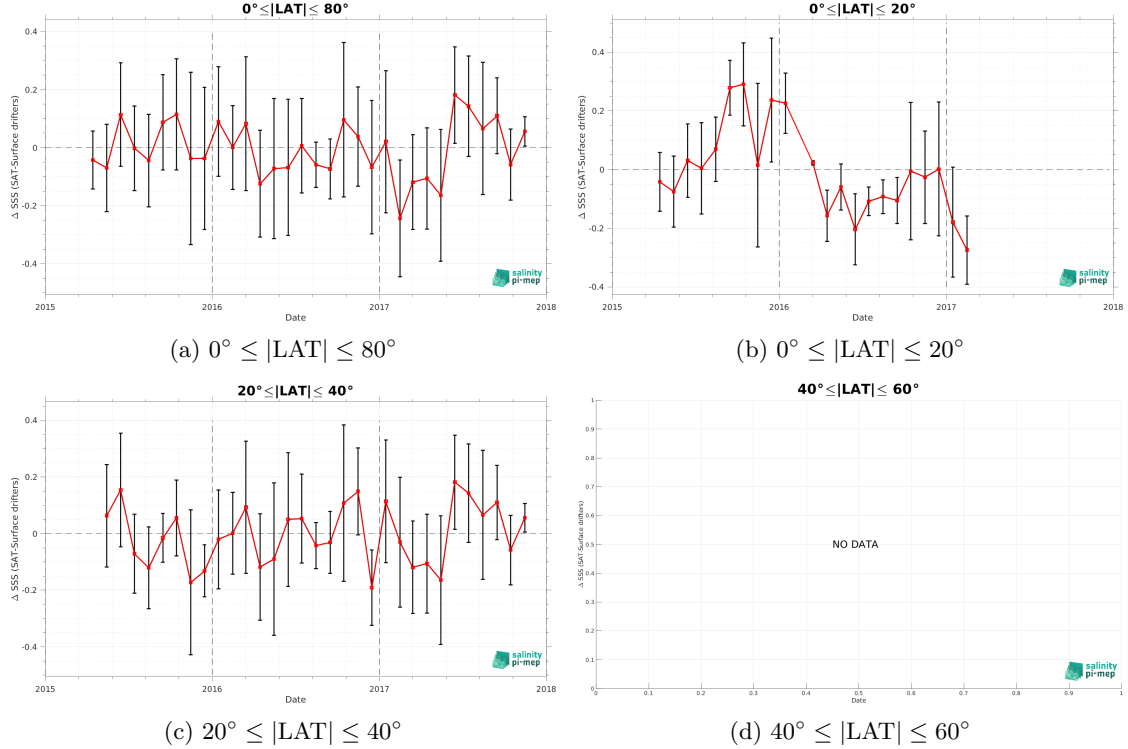 0°≤|LAT|≤ 80°
Δ SSS (SAT-Surface drifters)
0.4
0.2
0
-0.2
-0.4
2015
2016
2017
2018
Date
salinity
pi-mep
(a) 0° ≤ |LAT| ≤ 80°
0°≤|LAT|≤ 20°
Δ SSS (SAT-Surface drifters)
0.4
0.2
0
-0.2
-0.4
2015
2016
2017
2018
Date
salinity
pi-mep
(b) 0° ≤ |LAT| ≤ 20°
20°≤|LAT|≤ 40°
Δ SSS (SAT-Surface drifters)
0.4
0.2
0
-0.2
-0.4
2015
2016
2017
2018
Date
salinity
pi-mep
(c) 20° ≤ |LAT| ≤ 40°
40°≤|LAT|≤ 60°
Δ SSS (SAT-Surface drifters)
1
0.9
0.8
0.7
0.6
0.5
0.4
0.3
0.2
0.1
0
NO DATA
0
0.1
0.2
0.3
0.4
0.5
0.6
0.7
0.8
0.9
1
Date
salinity
pi-mep
(d) 40° ≤ |LAT| ≤ 60°